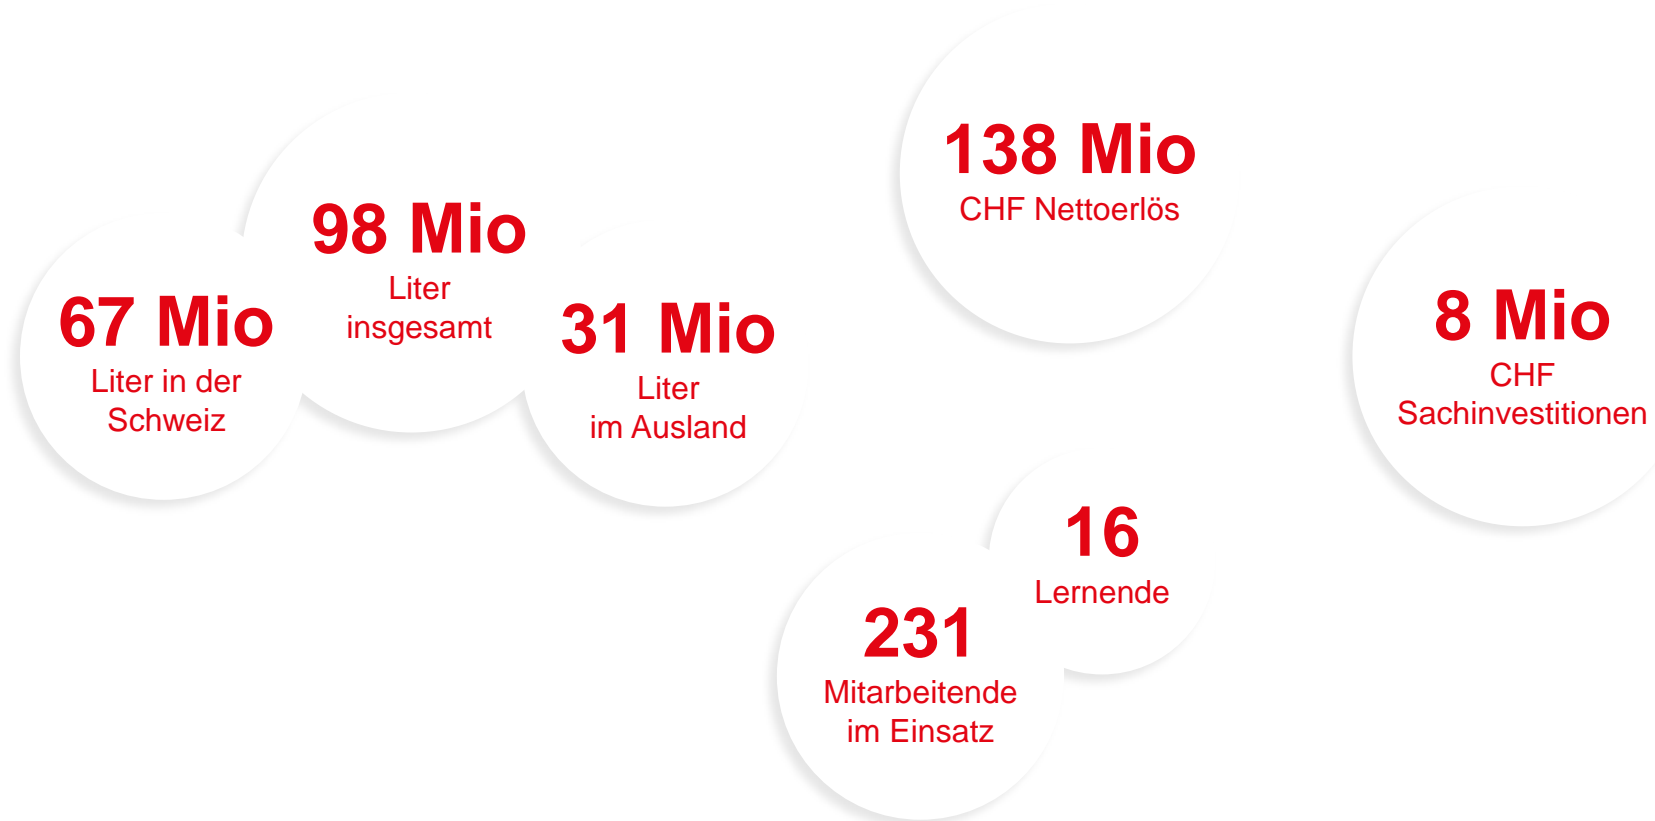 67 Mio
Liter in der
Schweiz
98 Mio
Liter
insgesamt
31 Mio
Liter
im Ausland
138 Mio
CHF Nettoerlös
8 Mio
CHF
Sachinvestitionen
16
Lernende
231
Mitarbeitende
im Einsatz